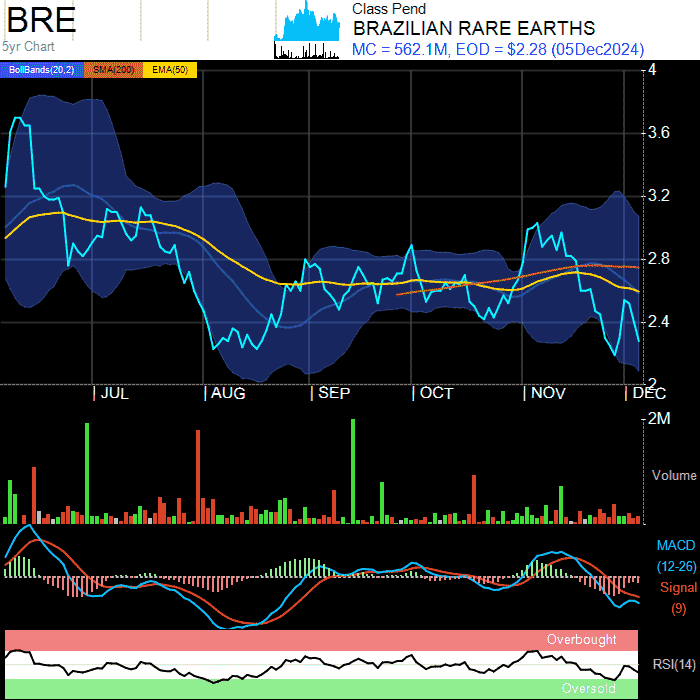 BRE
5yr Chart
Class Pend
BRAZILIAN RARE EARTHS
MC = 562.1M, EOD = $2.28 (05Dec2024)
BollBands(20,2) SMA(200) EMA(50)
4
3.6
3.2
2.8
2.4
2
JUL AUG SEP OCT NOV DEC
2M
Volume
MACD
(12-26)
Signal
(9)
Overbought
RSI(14)
Oversold